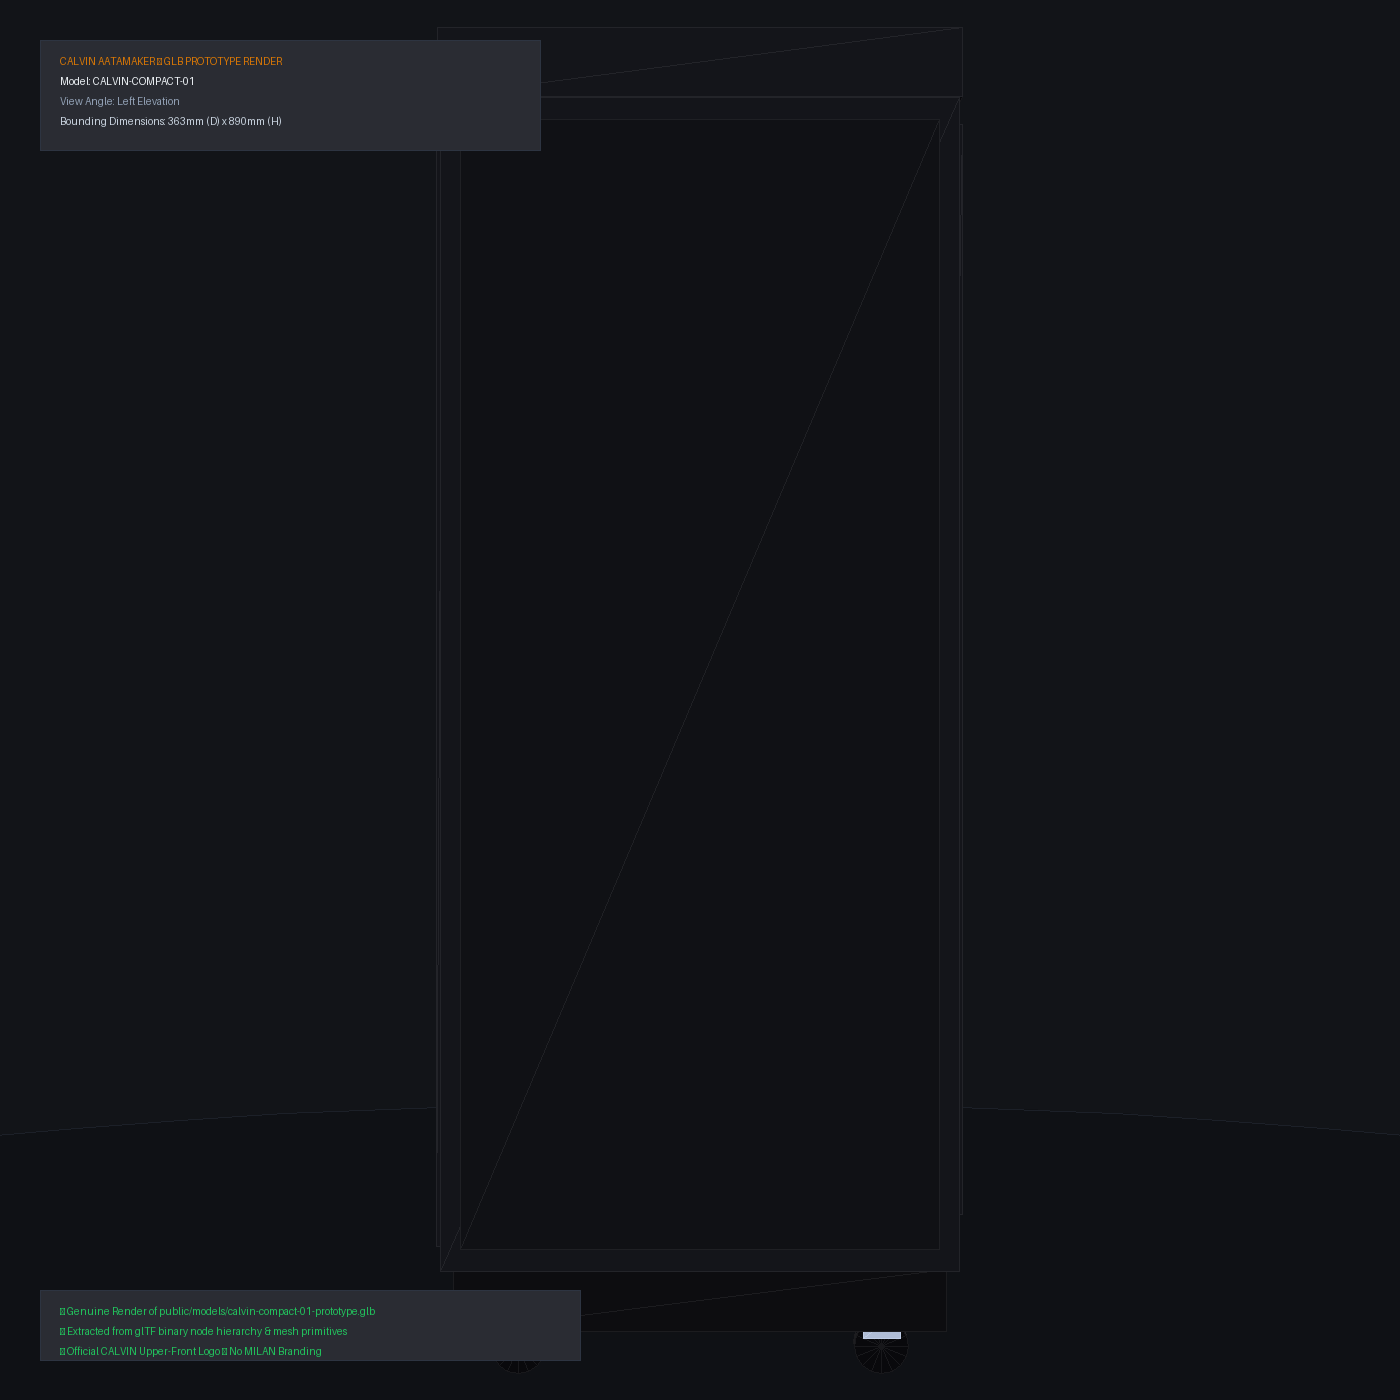 CALVIN AATAMAKER▯GLB PROTOTYPE RENDER
Model: CALVIN-COMPACT-01
View Angle: Left Elevation
Bounding Dimensions: 363mm (D) x 890mm (H)
▯Genuine Render of public/models/calvin-compact-01-prototype.glb
▯Extracted from glTF binary node hierarchy & mesh primitives
▯Official CALVIN Upper-Front Logo▯No MILAN Branding